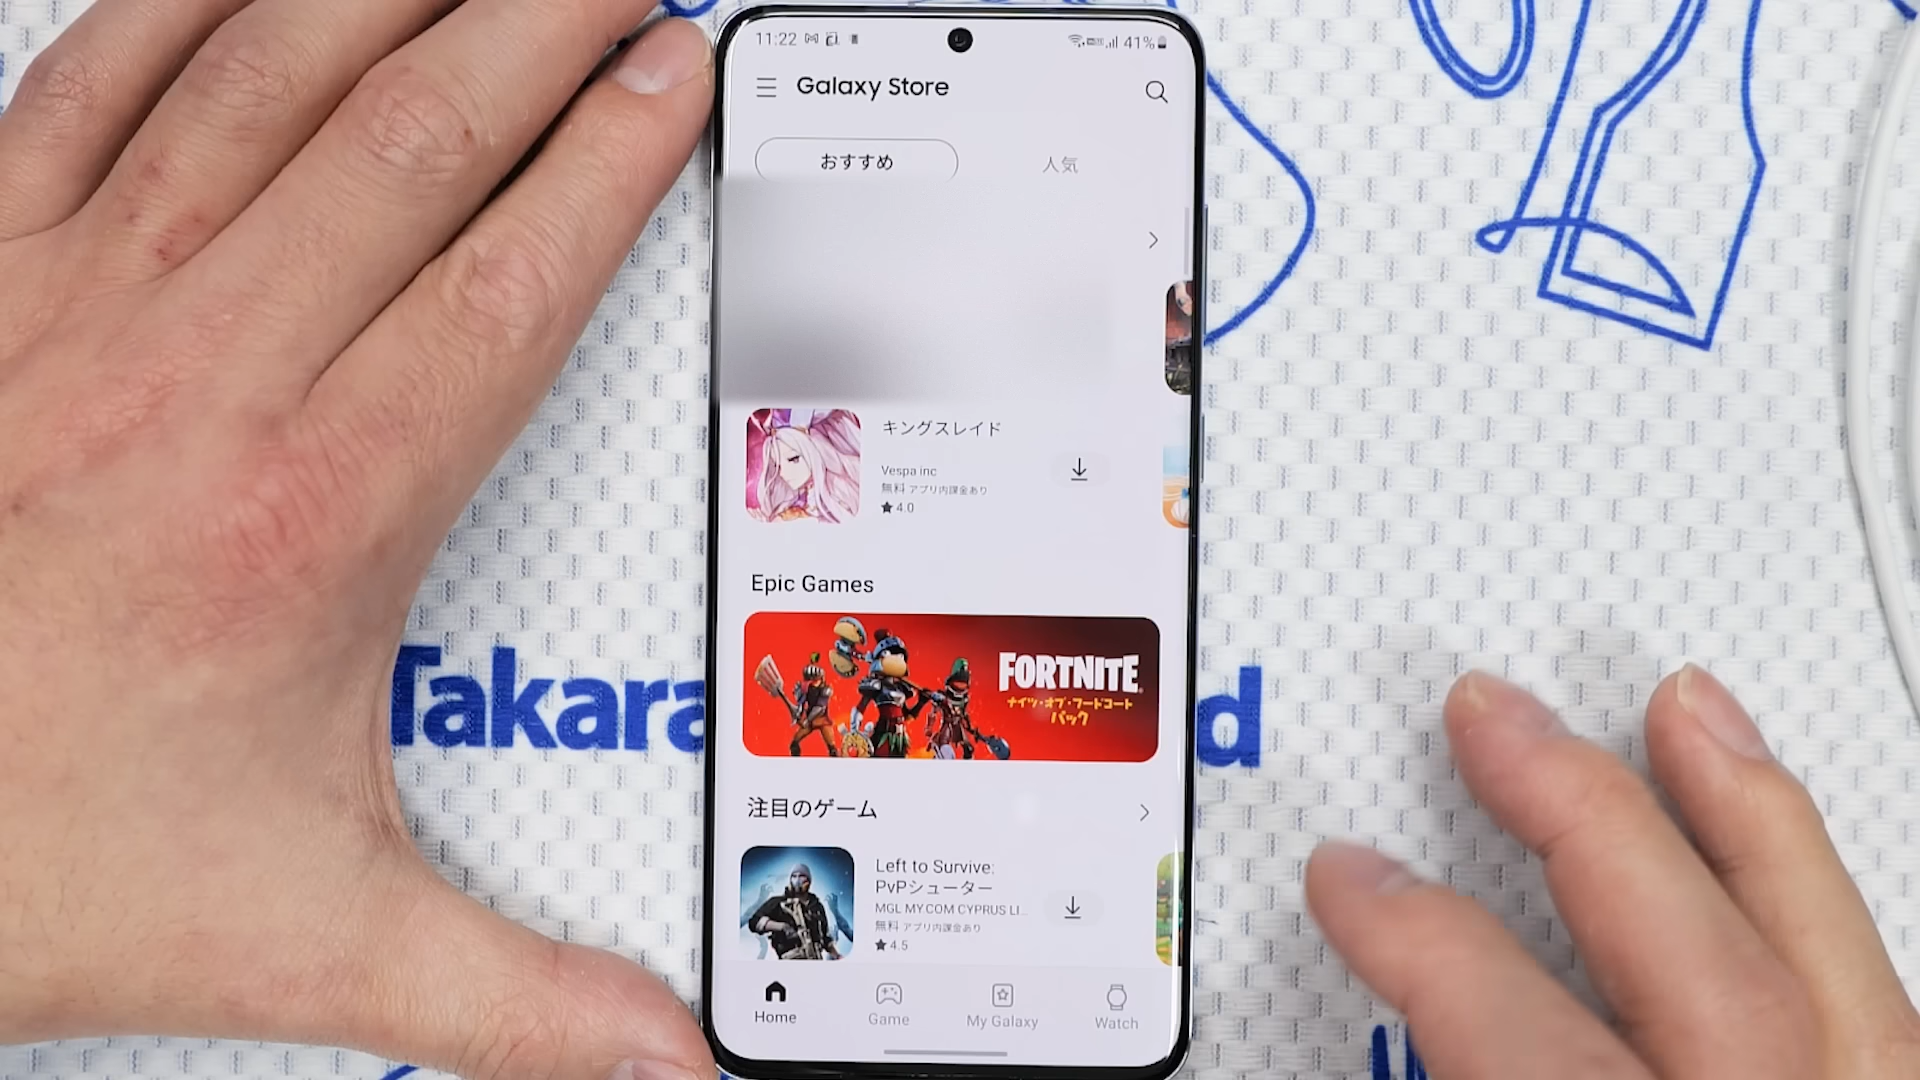 11:22
41%
Galaxy Store
おすすめ
人気
キングスレイド
Vespa inc
無料 アプリ内課金あり
★ 4.0
Epic Games
FORTNITE
ナイツ・オブ・フードコート
パック
Takara
d
注目のゲーム
Left to Survive:
PvPシューター
MGL MY.COM CYPRUS LI...
無料 アプリ内課金あり
★ 4.5
Home
Game
My Galaxy
Watch